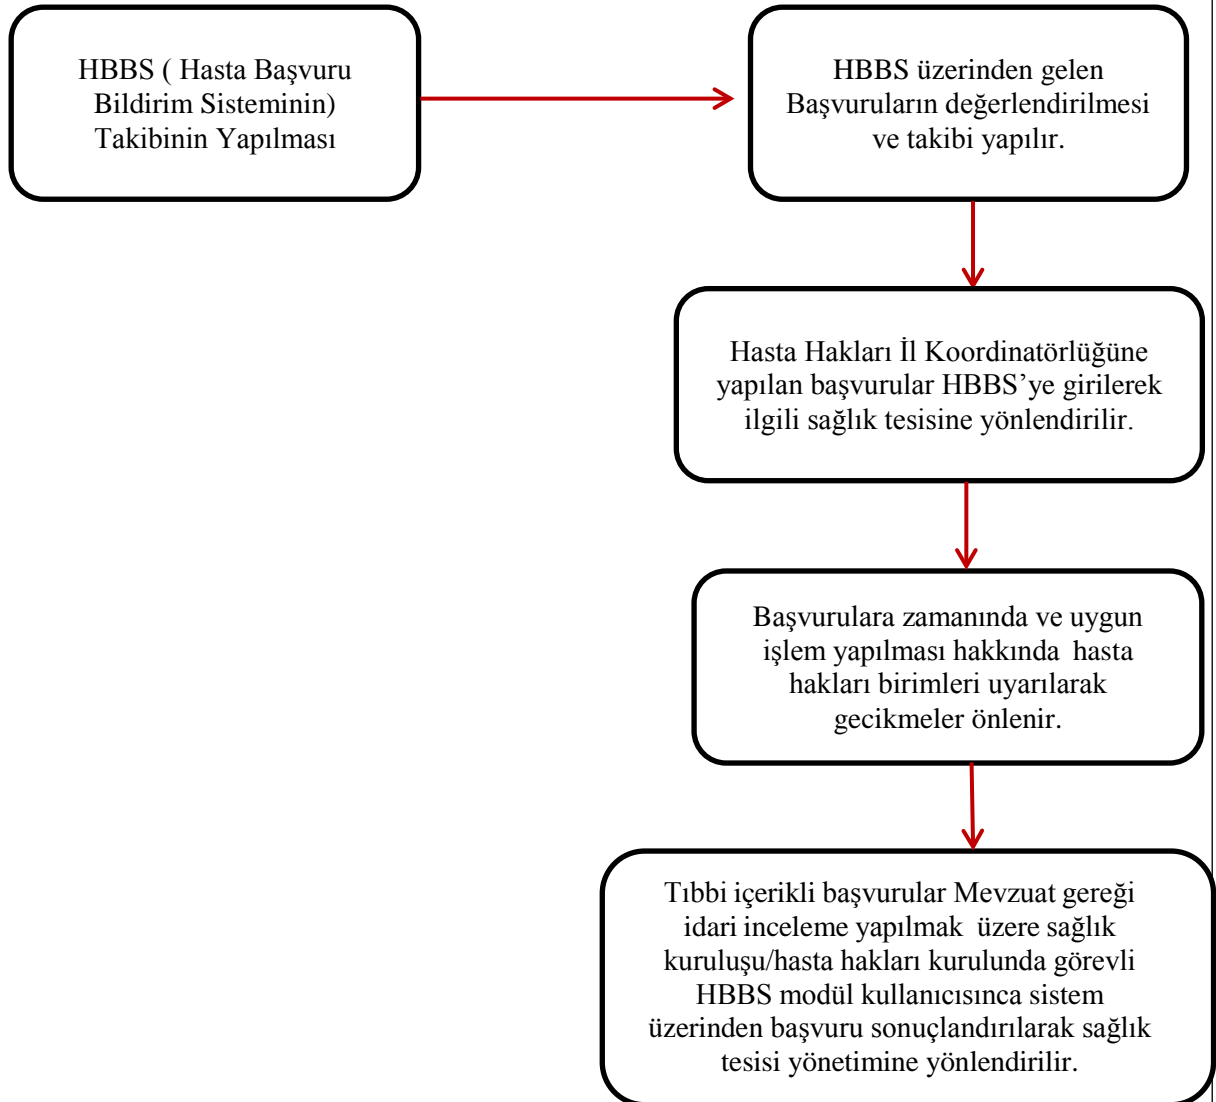 HBBS ( Hasta Başvuru
Bildirim Sisteminin)
Takibinin Yapılması
HBBS üzerinden gelen
Başvuruların değerlendirilmesi
ve takibi yapılır.
Hasta Hakları İl Koordinatörlüğüne
yapılan başvurular HBBS’ye girilerek
ilgili sağlık tesisine yönlendirilir.
Başvurulara zamanında ve uygun
işlem yapılması hakkında hasta
hakları birimleri uyarılarak
gecikmeler önlenir.
Tıbbi içerikli başvurular Mevzuat gereği
idari inceleme yapılmak üzere sağlık
kuruluşu/hasta hakları kurulunda görevli
HBBS modül kullanıcısınca sistem
üzerinden başvuru sonuçlandırılarak sağlık
tesisi yönetimine yönlendirilir.